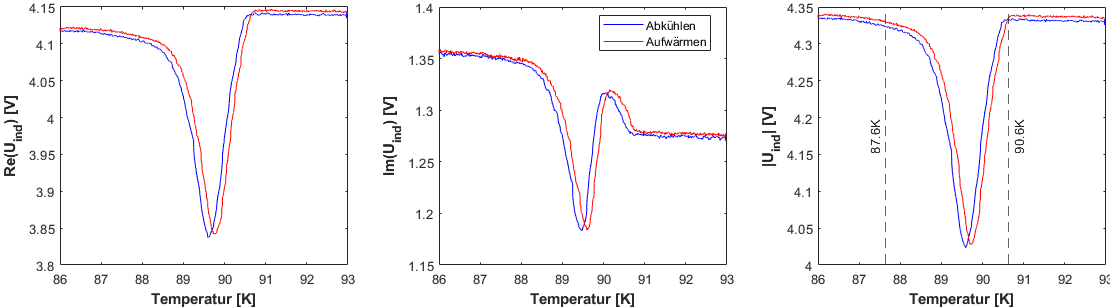 4.15
4.1
4.05
4
3.95
3.9
3.85
3.8
Re(U_ind) [V]
86 87 88 89 90 91 92 93
Temperatur [K]
1.4
1.35
1.3
1.25
1.2
1.15
Im(U_ind) [V]
Abkühlen
Aufwärmen
86 87 88 89 90 91 92 93
Temperatur [K]
4.35
4.3
4.25
4.2
4.15
4.1
4.05
4
|U_ind| [V]
87.6K
90.6K
86 87 88 89 90 91 92 93
Temperatur [K]